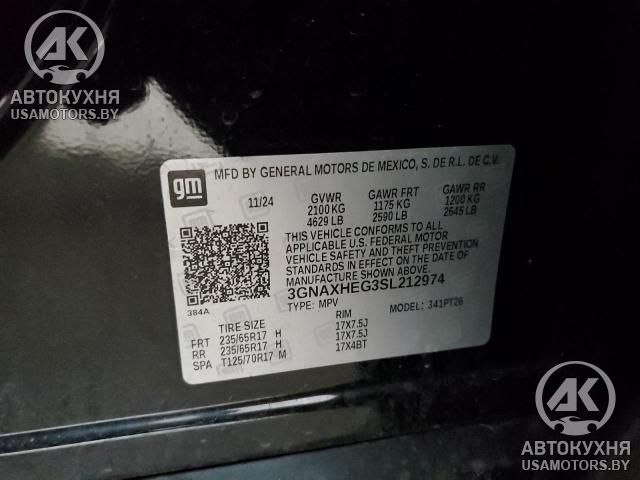 AK
АВТОКУХНЯ
USAMOTORS.BY
gm
MFD BY GENERAL MOTORS DE MEXICO, S. DE R.L. DE C.V.
11/24 GVWR GAWR FRT GAWR RR
2100 KG 1175 KG 1200 KG
4629 LB 2590 LB 2645 LB
THIS VEHICLE CONFORMS TO ALL
APPLICABLE U.S. FEDERAL MOTOR
VEHICLE SAFETY AND THEFT PREVENTION
STANDARDS IN EFFECT ON THE DATE OF
MANUFACTURE SHOWN ABOVE.
3GNAXHEG3SL212974
384A TYPE: MPV MODEL: 341PT26
TIRE SIZE RIM
FRT 235/65R17 H 17X7.5J
RR 235/65R17 H 17X7.5J
SPA T125/70R17 M 17X4BT
AK
АВТОКУХНЯ
USAMOTORS.BY